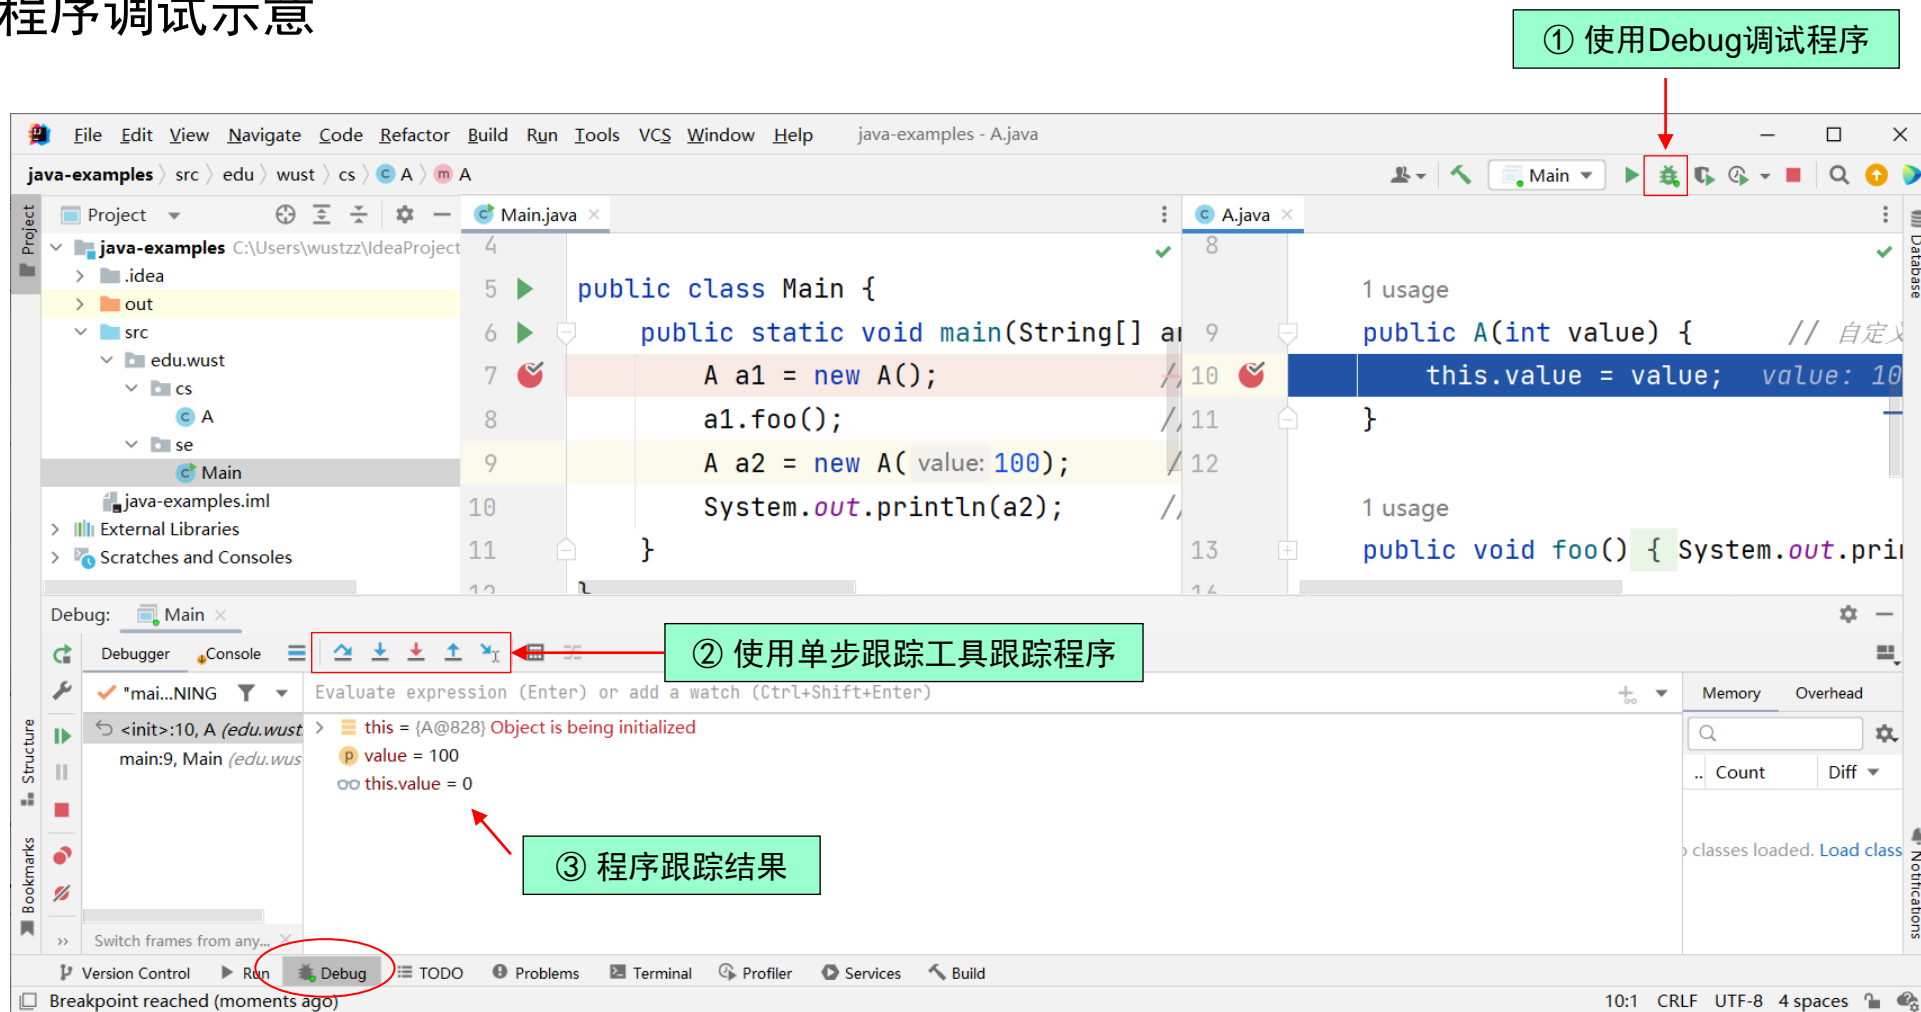 程序调试示意
① 使用Debug调试程序
File Edit View Navigate Code Refactor Build Run Tools VCS Window Help java-examples - A.java
java-examples 〉 src 〉 edu 〉 wust 〉 cs 〉 C A 〉 m A
Main
Project
Project
Main.java
A.java
Database
java-examples C:\Users\wustzz\IdeaProject
.idea
out
src
edu.wust
cs
C A
se
C Main
java-examples.iml
External Libraries
Scratches and Consoles
4
5 public class Main {
6 public static void main(String[] ar
7 A a1 = new A(); //
8 a1.foo(); //
9 A a2 = new A( value: 100); /
10 System.out.println(a2); //
11 }
12 }
8
1 usage
9 public A(int value) { // 自定义
10 this.value = value; value: 10
11 }
12
1 usage
13 public void foo() { System.out.pri
16
Debug: Main
Debugger Console
② 使用单步跟踪工具跟踪程序
"mai...NING
Evaluate expression (Enter) or add a watch (Ctrl+Shift+Enter)
Memory Overhead
<init>:10, A (edu.wust.
main:9, Main (edu.wus
this = {A@828} Object is being initialized
p value = 100
this.value = 0
.. Count Diff
③ 程序跟踪结果
classes loaded. Load class
Structure
Bookmarks
Notifications
Switch frames from any...
Version Control Run Debug TODO Problems Terminal Profiler Services Build
Breakpoint reached (moments ago)
10:1 CRLF UTF-8 4 spaces